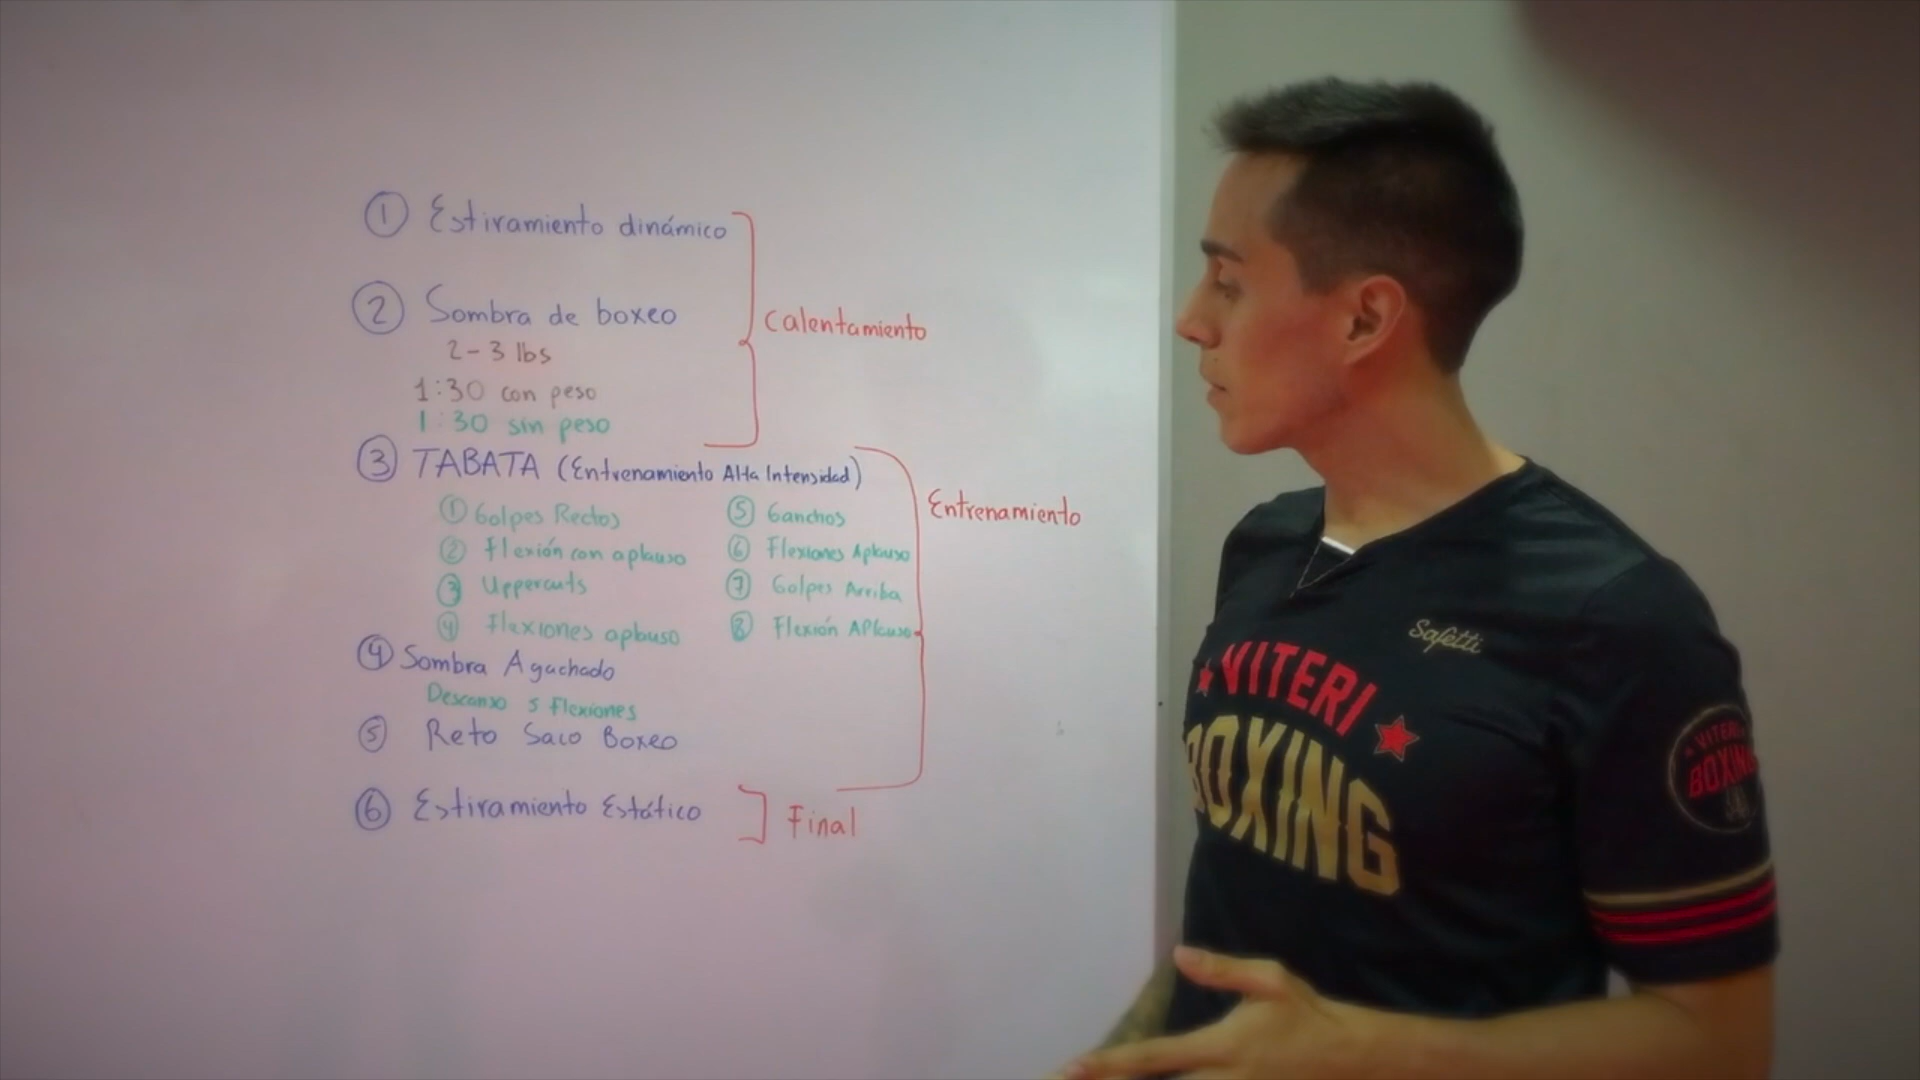 1 Estiramiento dinámico
2 Sombra de boxeo
2-3 lbs
1:30 con peso
1:30 sin peso
Calentamiento
3 TABATA (Entrenamiento Alta Intensidad)
1 Golpes Rectos
2 Flexión con aplauso
3 Uppercuts
4 Flexiones aplauso
5 Ganchos
6 Flexiones Aplauso
7 Golpes Arriba
8 Flexión Aplauso
4 Sombra Agachado
Descanso 5 Flexiones
5 Reto Saco Boxeo
Entrenamiento
6 Estiramiento Estático
Final
Safetti
VITERI
BOXING
VITERI
BOXING